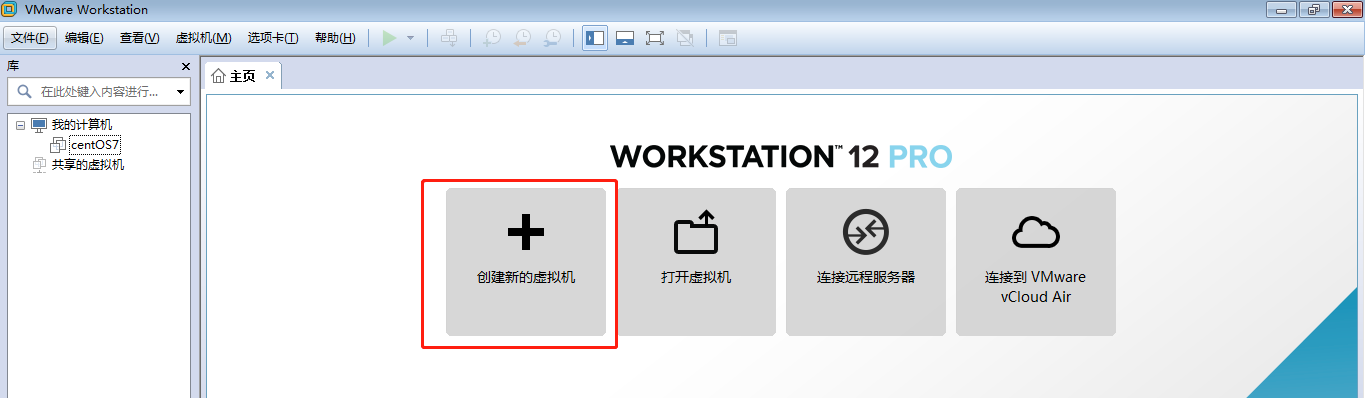 VMware Workstation
文件(F) 编辑(E) 查看(V) 虚拟机(M) 选项卡(T) 帮助(H)
库
主页
在此处键入内容进行...
我的计算机
centOS7
共享的虚拟机
WORKSTATION™ 12 PRO
创建新的虚拟机
打开虚拟机
连接远程服务器
连接到 VMware
vCloud Air